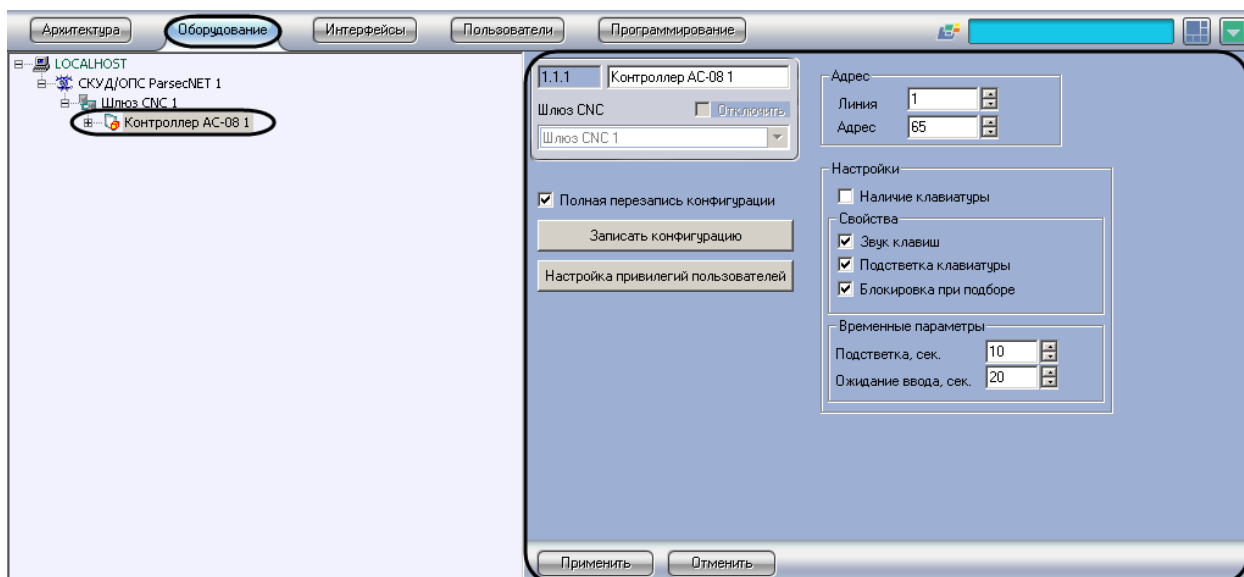 Архитектура Оборудование Интерфейсы Пользователи Программирование
LOCALHOST
СКУД/ОПС ParsecNET 1
Шлюз CNC 1
Контроллер AC-08 1
1.1.1 Контроллер AC-08 1
Шлюз CNC Отключить
Шлюз CNC 1
Полная перезапись конфигурации
Записать конфигурацию
Настройка привилегий пользователей
Адрес
Линия 1
Адрес 65
Настройки
Наличие клавиатуры
Свойства
Звук клавиш
Подстветка клавиатуры
Блокировка при подборе
Временные параметры
Подстветка, сек. 10
Ожидание ввода, сек. 20
Применить Отменить